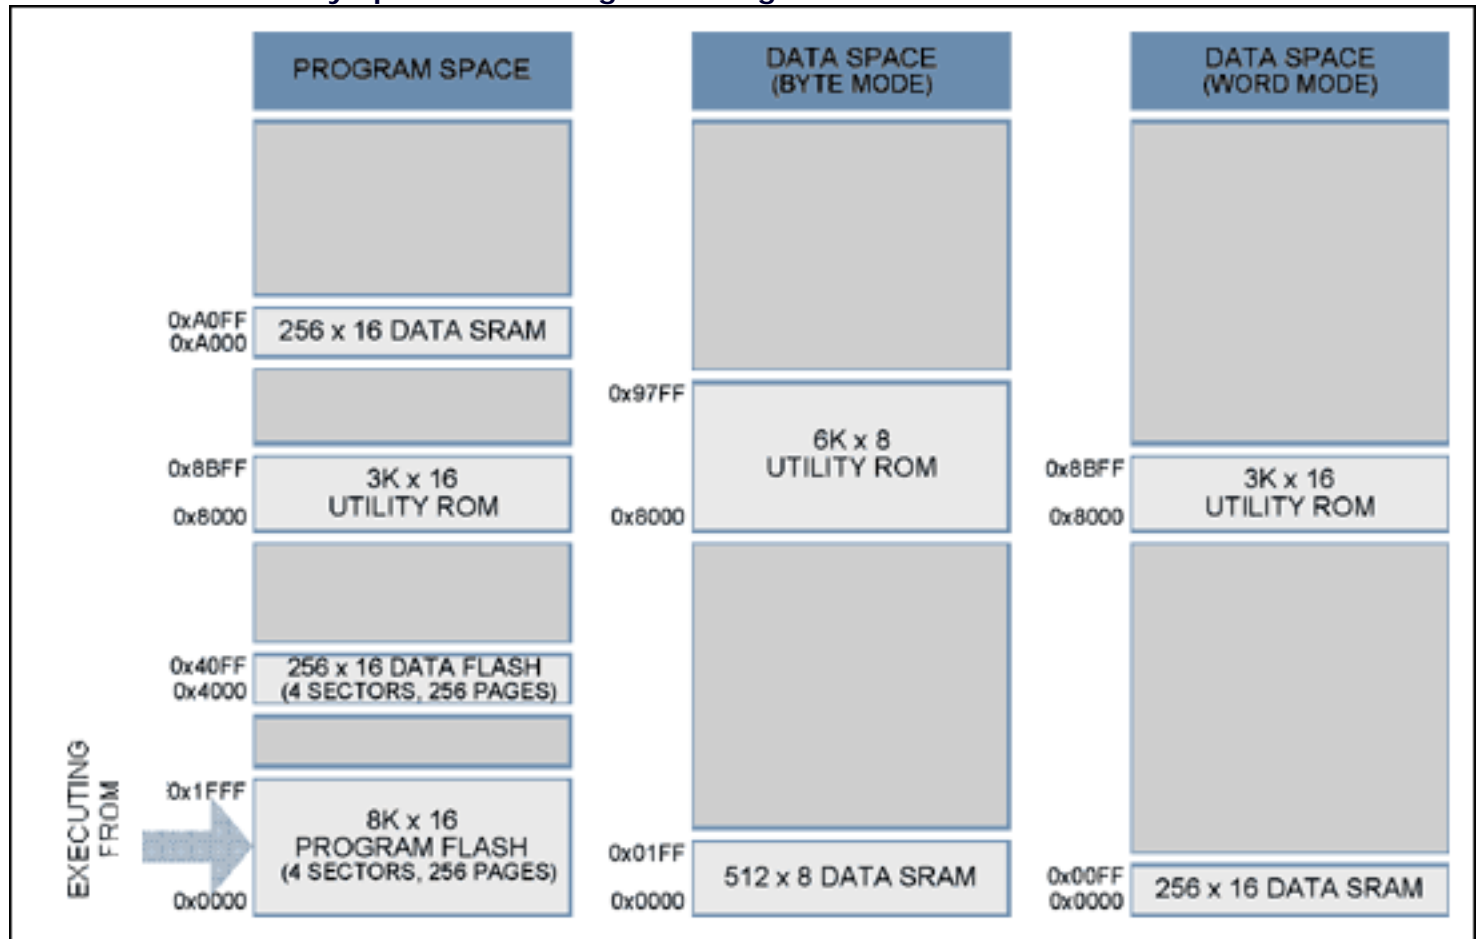 PROGRAM SPACE
0xA0FF
0xA000
256 x 16 DATA SRAM
0x8BFF
3K x 16
UTILITY ROM
0x8000
0x40FF
256 x 16 DATA FLASH
0x4000
(4 SECTORS, 256 PAGES)
EXECUTING
FROM
0x1FFF
8K x 16
PROGRAM FLASH
(4 SECTORS, 256 PAGES)
0x0000
DATA SPACE
(BYTE MODE)
0x97FF
6K x 8
UTILITY ROM
0x8000
0x01FF
512 x 8 DATA SRAM
0x0000
DATA SPACE
(WORD MODE)
0x8BFF
3K x 16
UTILITY ROM
0x8000
0x00FF
256 x 16 DATA SRAM
0x0000